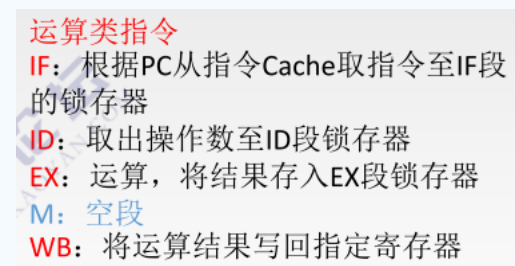 运算类指令
IF：根据PC从指令Cache取指令至IF段
的锁存器
ID：取出操作数至ID段锁存器
EX：运算，将结果存入EX段锁存器
M：空段
WB：将运算结果写回指定寄存器